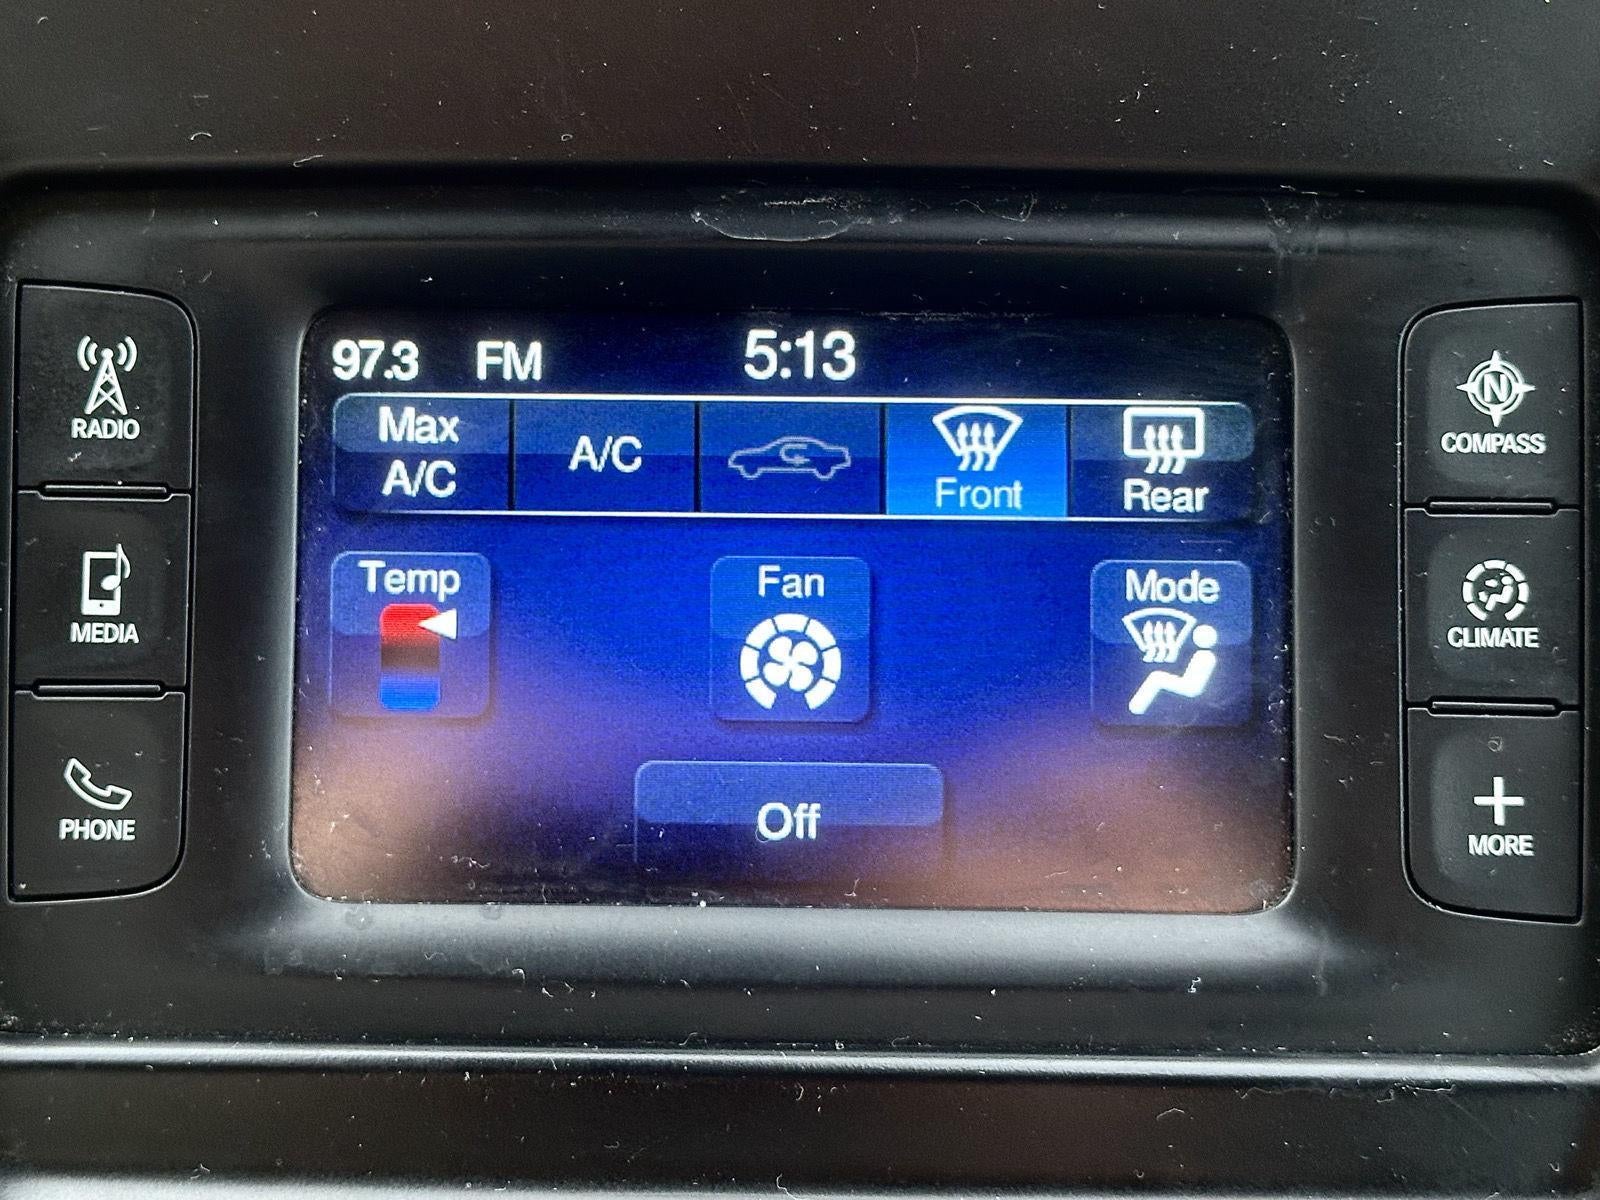 97.3 FM 5:13
Max
A/C
A/C
Front
Rear
Temp
Fan
Mode
Off
RADIO
MEDIA
PHONE
N
COMPASS
CLIMATE
MORE